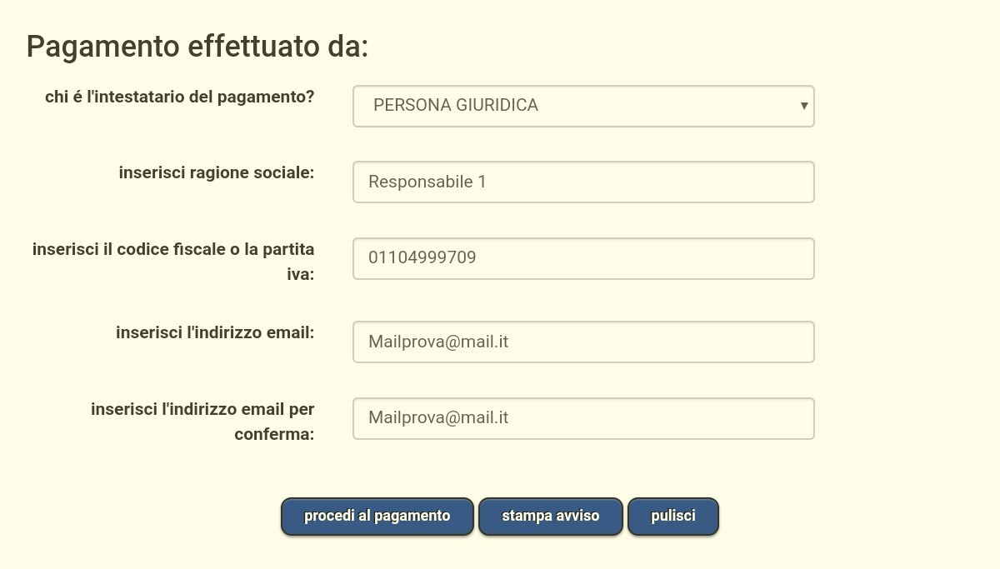 Pagamento effettuato da:
chi é l'intestatario del pagamento?
PERSONA GIURIDICA
inserisci ragione sociale:
Responsabile 1
inserisci il codice fiscale o la partita
iva:
01104999709
inserisci l'indirizzo email:
Mailprova@mail.it
inserisci l'indirizzo email per
conferma:
Mailprova@mail.it
procedi al pagamento
stampa avviso
pulisci